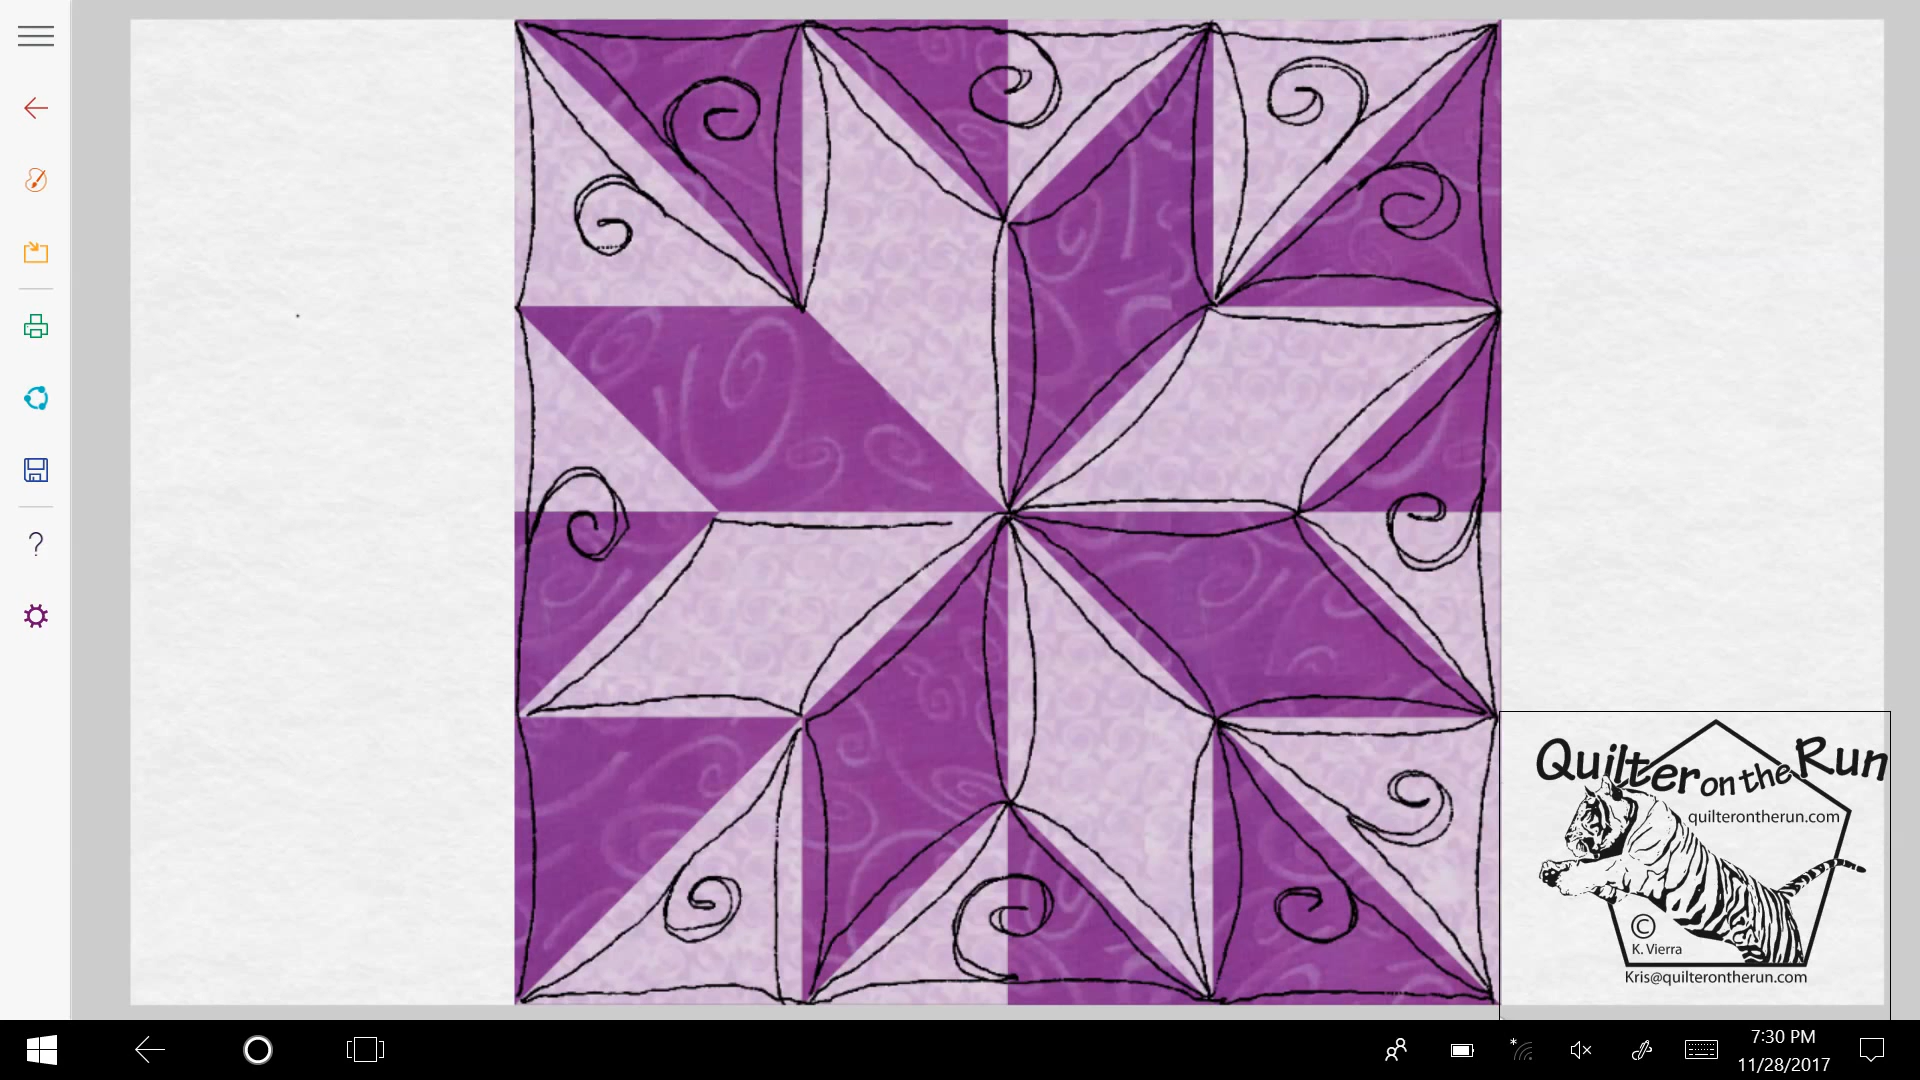 Quilter on the Run
quilterontherun.com
©
K. Vierra
Kris@quilterontherun.com
7:30 PM
11/28/2017